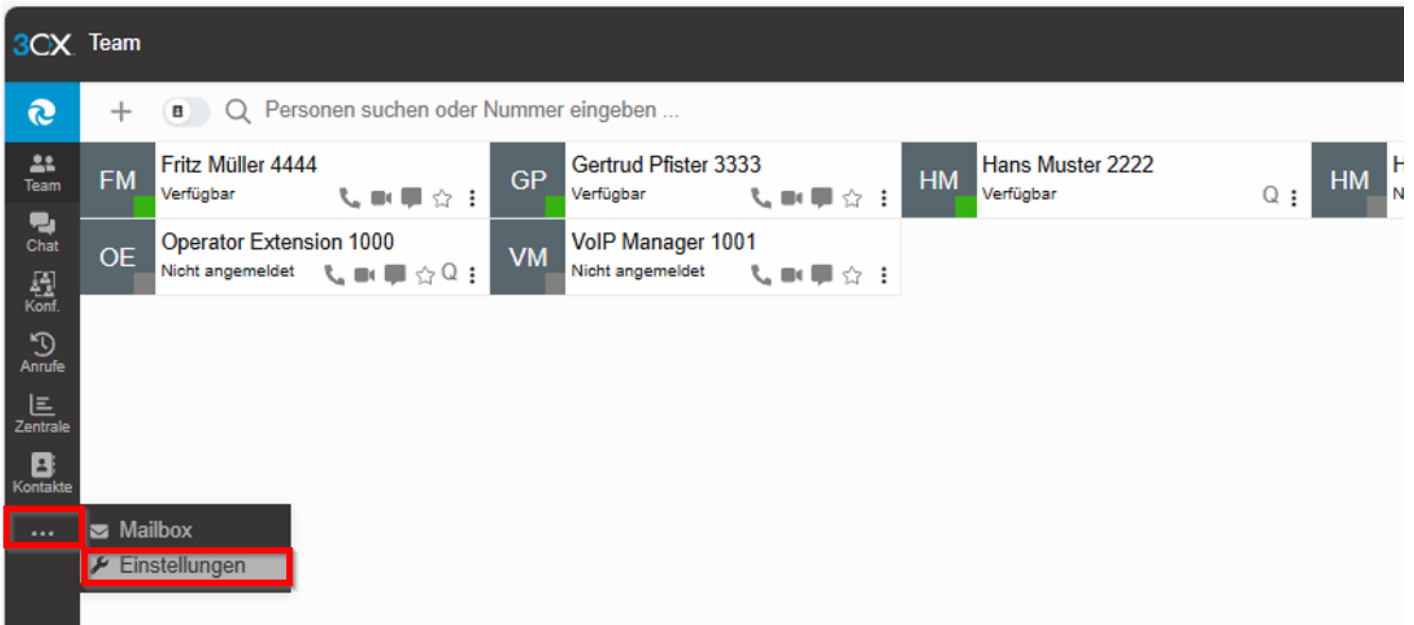 3CX Team
Personen suchen oder Nummer eingeben ...
Team
Chat
Konf.
Anrufe
Zentrale
Kontakte
...
FM
Fritz Müller 4444
Verfügbar
GP
Gertrud Pfister 3333
Verfügbar
HM
Hans Muster 2222
Verfügbar
Q
HM
H
N
OE
Operator Extension 1000
Nicht angemeldet
Q
VM
VoIP Manager 1001
Nicht angemeldet
Mailbox
Einstellungen